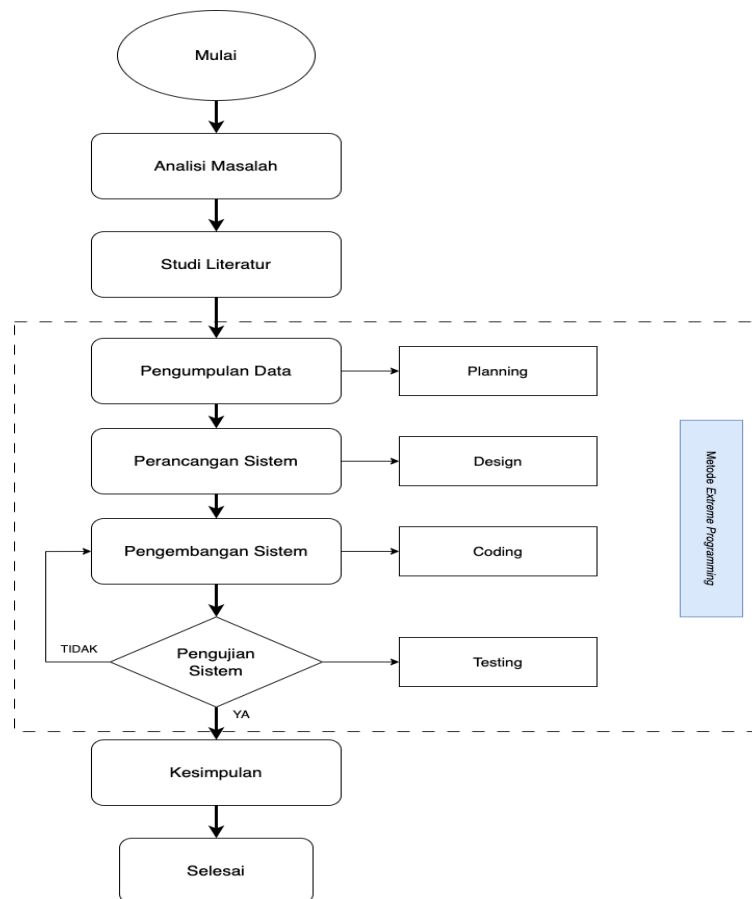 Mulai
Analisi Masalah
Studi Literatur
Pengumpulan Data
Planning
Perancangan Sistem
Design
Pengembangan Sistem
Coding
TIDAK
Pengujian
Sistem
Testing
YA
Metode Extreme Programming
Kesimpulan
Selesai